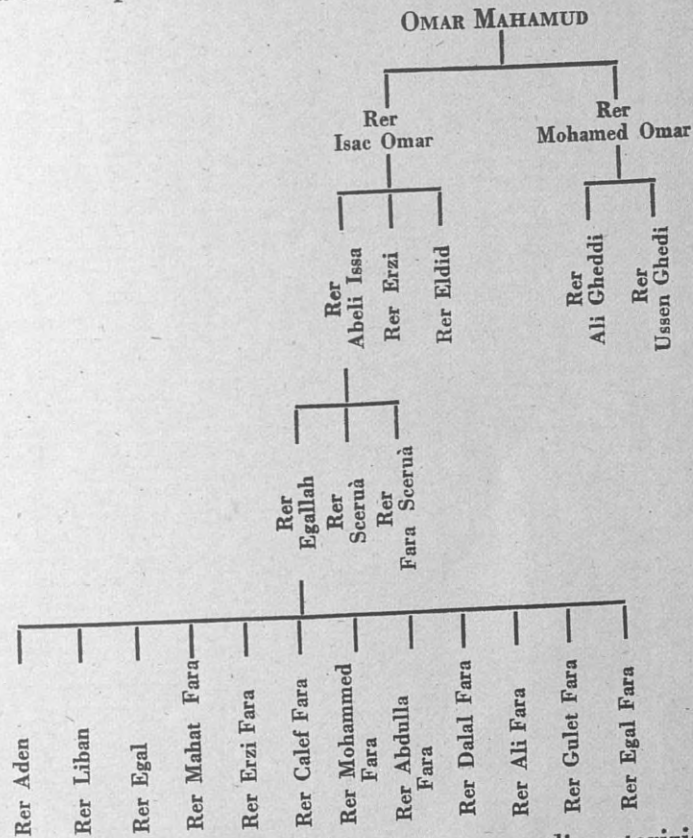 OMAR MAHAMUD
Rer
Isac Omar
Rer
Mohamed Omar
Rer
Abeli Issa
Rer Erzi
Rer Eldid
Rer
Ali Gheddi
Rer
Ussen Ghedi
Rer
Egallah
Rer
Sceruà
Rer
Fara Sceruà
Rer Aden
Rer Liban
Rer Egal
Rer Mahat Fara
Rer Erzi Fara
Rer Calef Fara
Rer Mohammed
Fara
Rer Abdulla
Fara
Rer Dalal Fara
Rer Ali Fara
Rer Gulet Fara
Rer Egal Fara